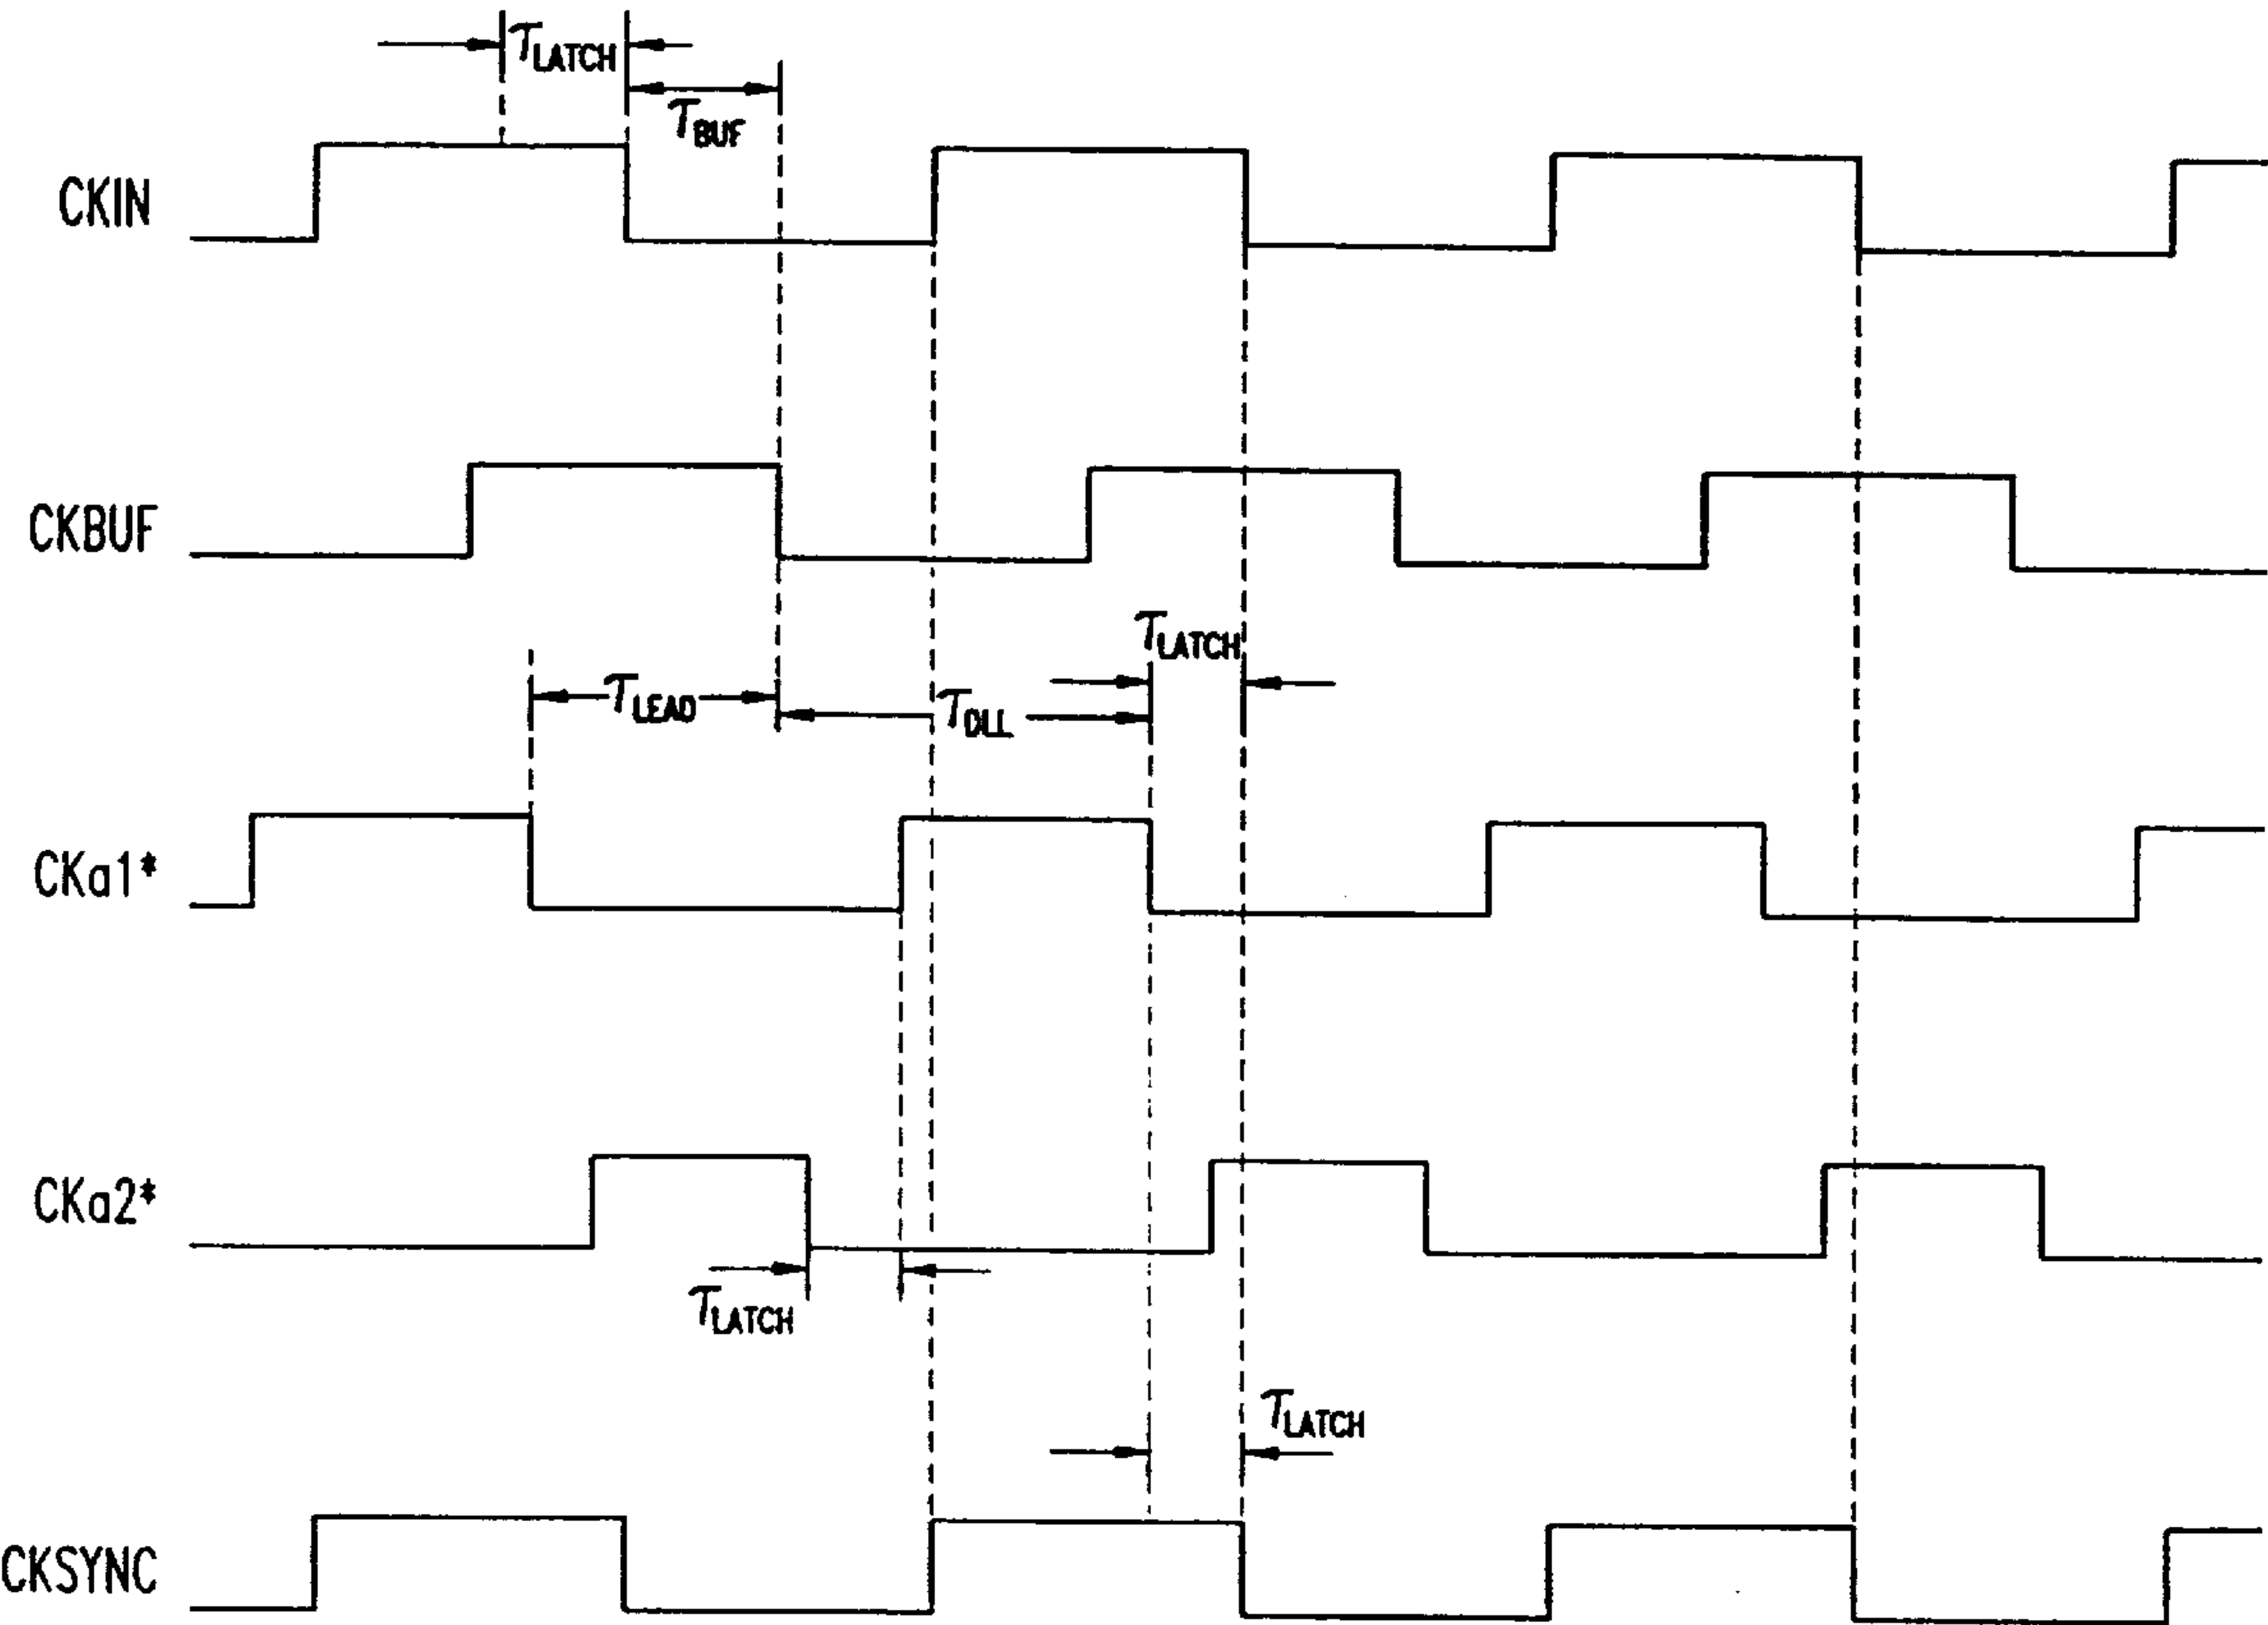 τLATCH
τBUF
CKIN
CKBUF
τLATCH
τLEAD
τDLL
CKa1*
CKa2*
τLATCH
τLATCH
CKSYNC